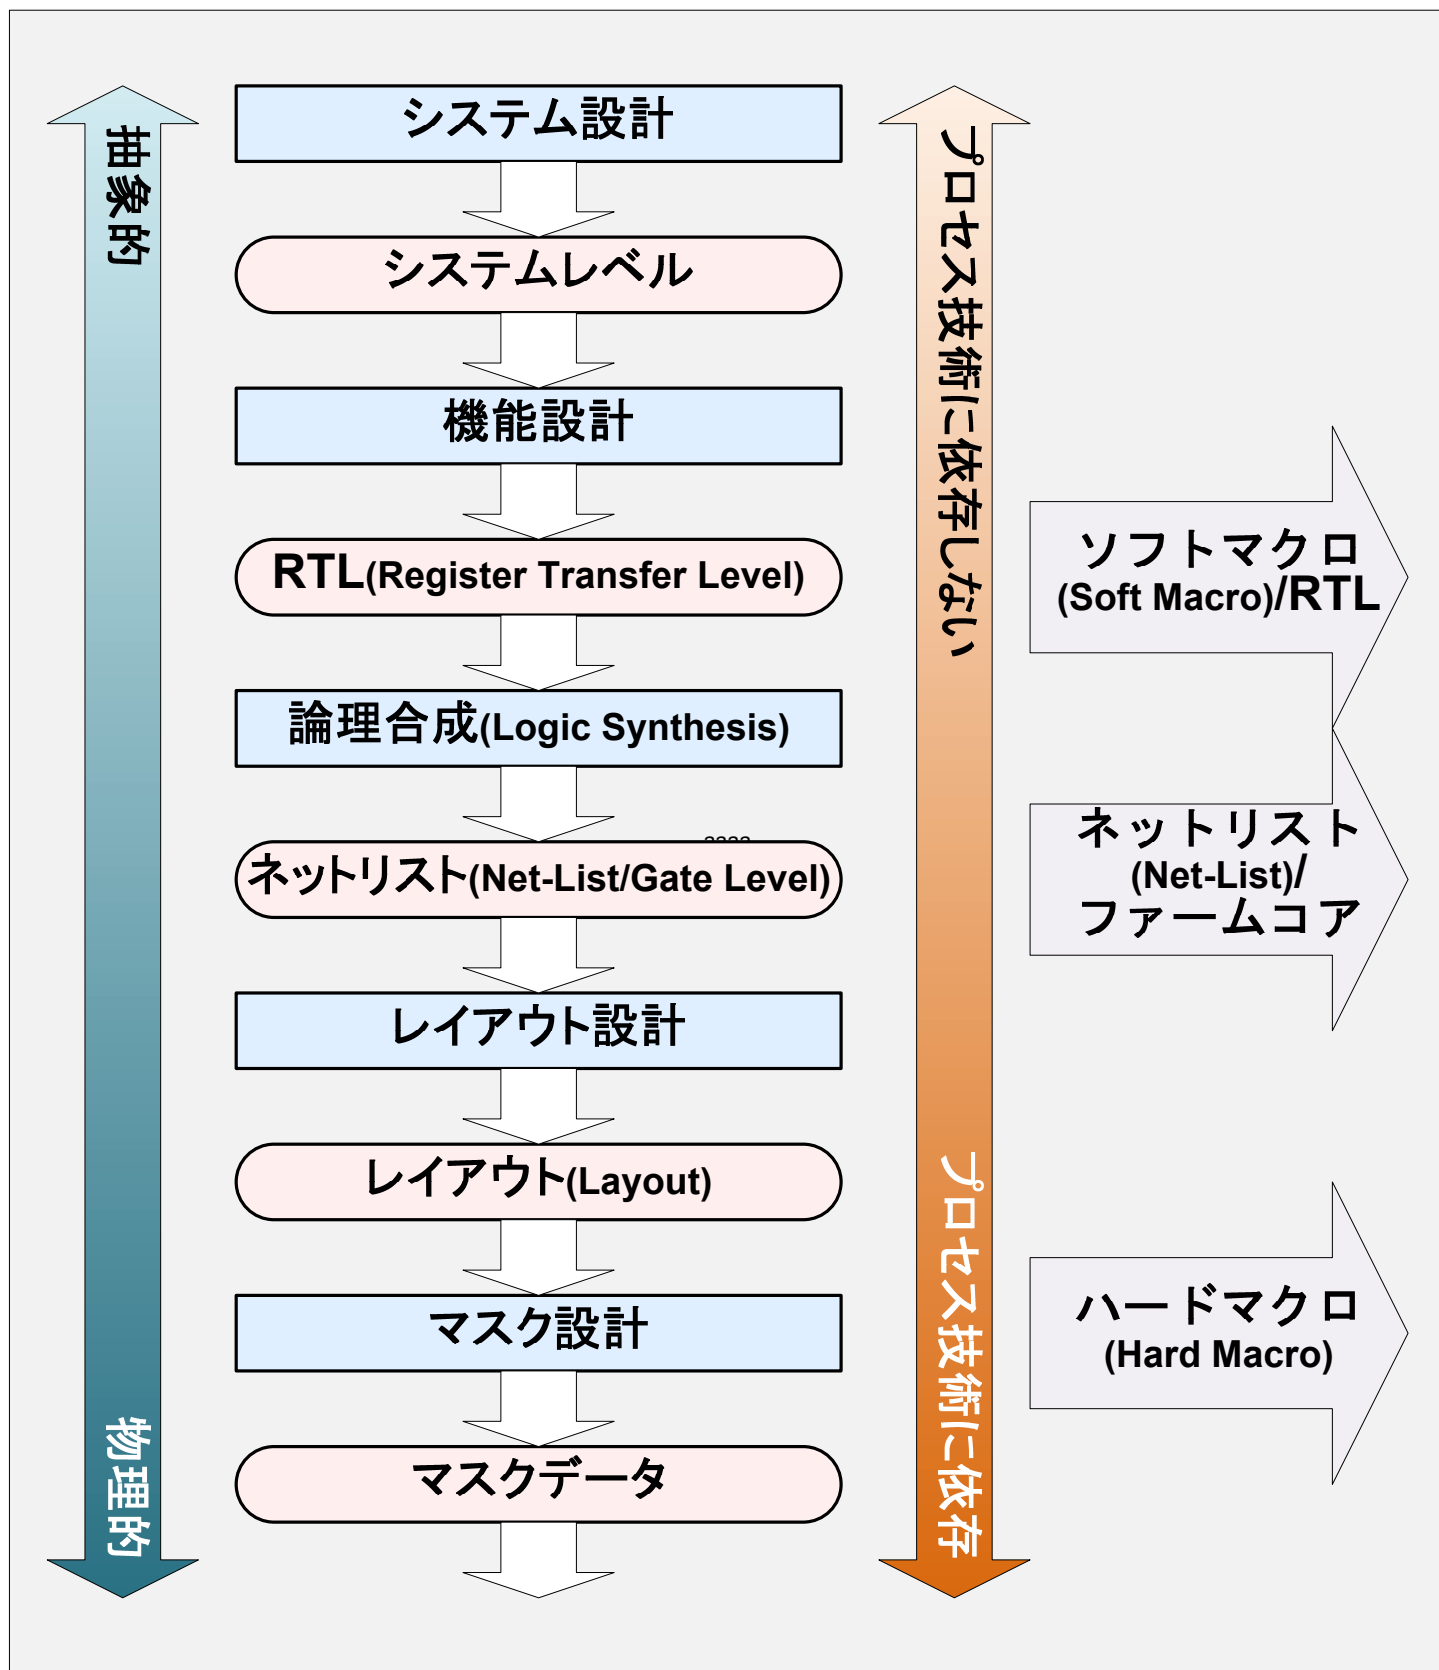 抽象的
物理的
システム設計
システムレベル
機能設計
RTL(Register Transfer Level)
論理合成(Logic Synthesis)
ネットリスト(Net-List/Gate Level)
レイアウト設計
レイアウト(Layout)
マスク設計
マスクデータ
プロセス技術に依存しない
プロセス技術に依存
ソフトマクロ
(Soft Macro)/RTL
ネットリスト
(Net-List)/
ファームコア
ハードマクロ
(Hard Macro)